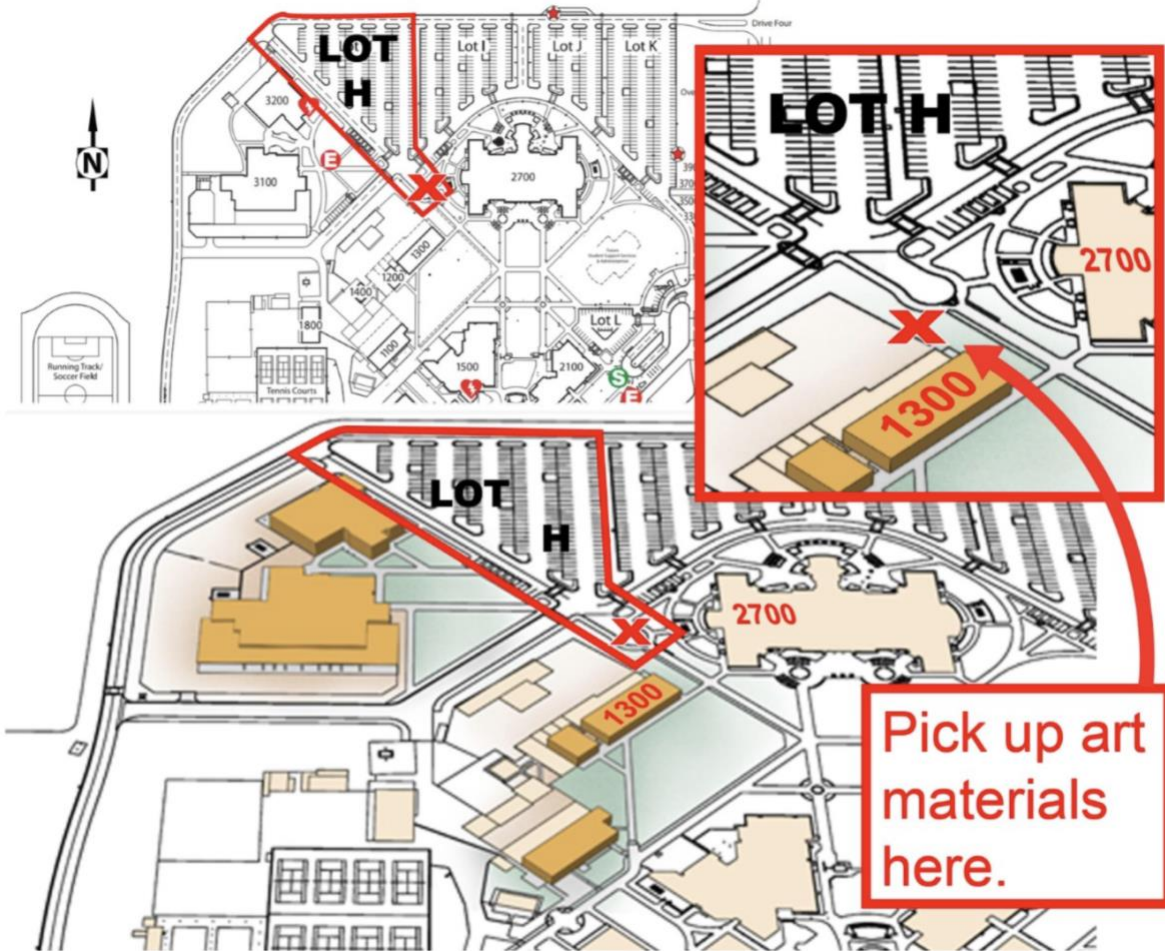 Drive Four
LOT
H
Lot I
Lot J
Lot K
3200
E
N
3100
X
2700
1300
1200
1400
1800
1100
1500
Lot L
2100
S
E
Running Track/
Soccer Field
Tennis Courts
LOT H
2700
X
1300
LOT
H
2700
X
1300
Pick up art
materials
here.